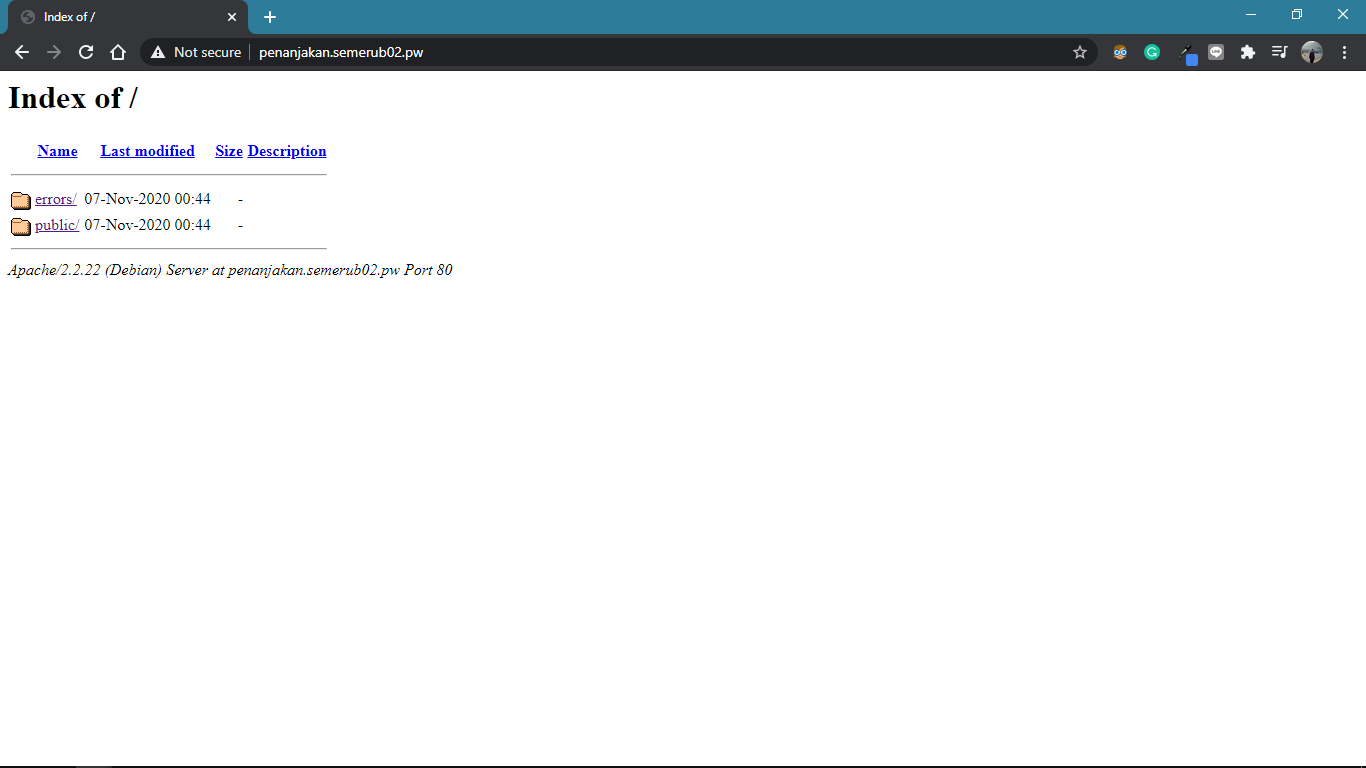 Index of /
Not secure penanjakan.semerub02.pw
Index of /
Name Last modified Size Description
errors/ 07-Nov-2020 00:44 -
public/ 07-Nov-2020 00:44 -
Apache/2.2.22 (Debian) Server at penanjakan.semerub02.pw Port 80